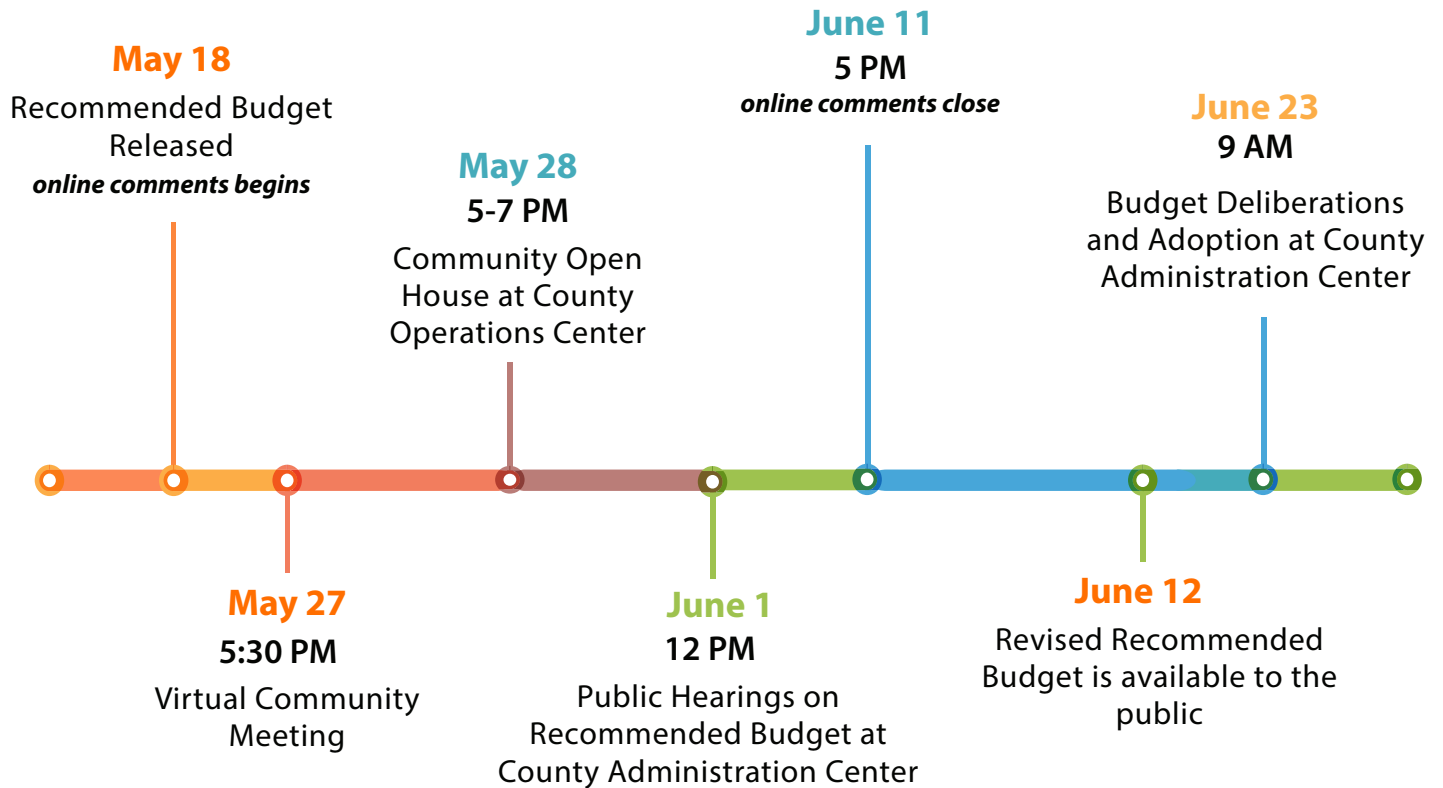 May 18
Recommended Budget
Released
online comments begins
May 28
5-7 PM
Community Open
House at County
Operations Center
June 11
5 PM
online comments close
June 23
9 AM
Budget Deliberations
and Adoption at County
Administration Center
May 27
5:30 PM
Virtual Community
Meeting
June 1
12 PM
Public Hearings on
Recommended Budget at
County Administration Center
June 12
Revised Recommended
Budget is available to the
public